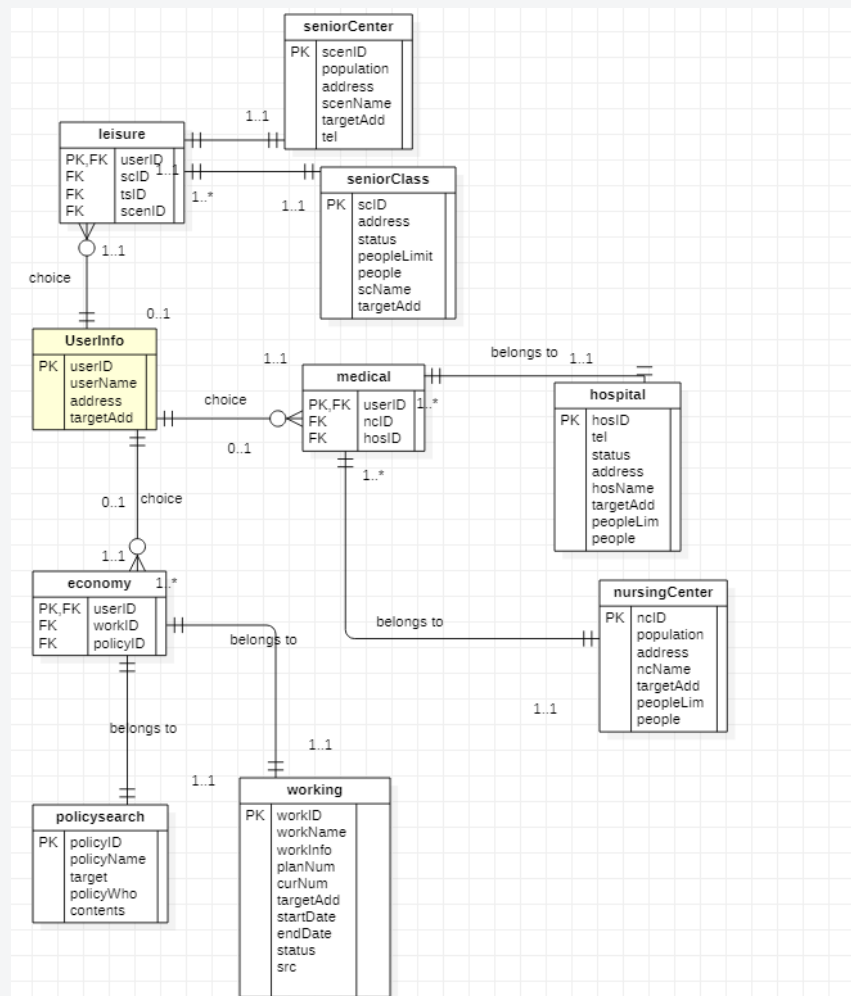 seniorCenter
PK scenID
population
address
scenName
targetAdd
tel
1..1
leisure
PK,FK userID
FK scID
FK tsID
FK scenID
1..1
1..*
1..1
seniorClass
PK scID
address
status
peopleLimit
people
scName
targetAdd
1..1
choice
0..1
UserInfo
PK userID
userName
address
targetAdd
choice
0..1
1..1
medical
PK,FK userID
FK ncID
FK hosID
1..*
belongs to
1..1
hospital
PK hosID
tel
status
address
hosName
targetAdd
peopleLim
people
1..*
0..1
choice
1..1
economy
1..*
PK,FK userID
FK workID
FK policyID
belongs to
belongs to
nursingCenter
PK ncID
population
address
ncName
targetAdd
peopleLim
people
1..1
belongs to
1..1
1..1
policysearch
PK policyID
policyName
target
policyWho
contents
working
PK workID
workName
workInfo
planNum
curNum
targetAdd
startDate
endDate
status
src